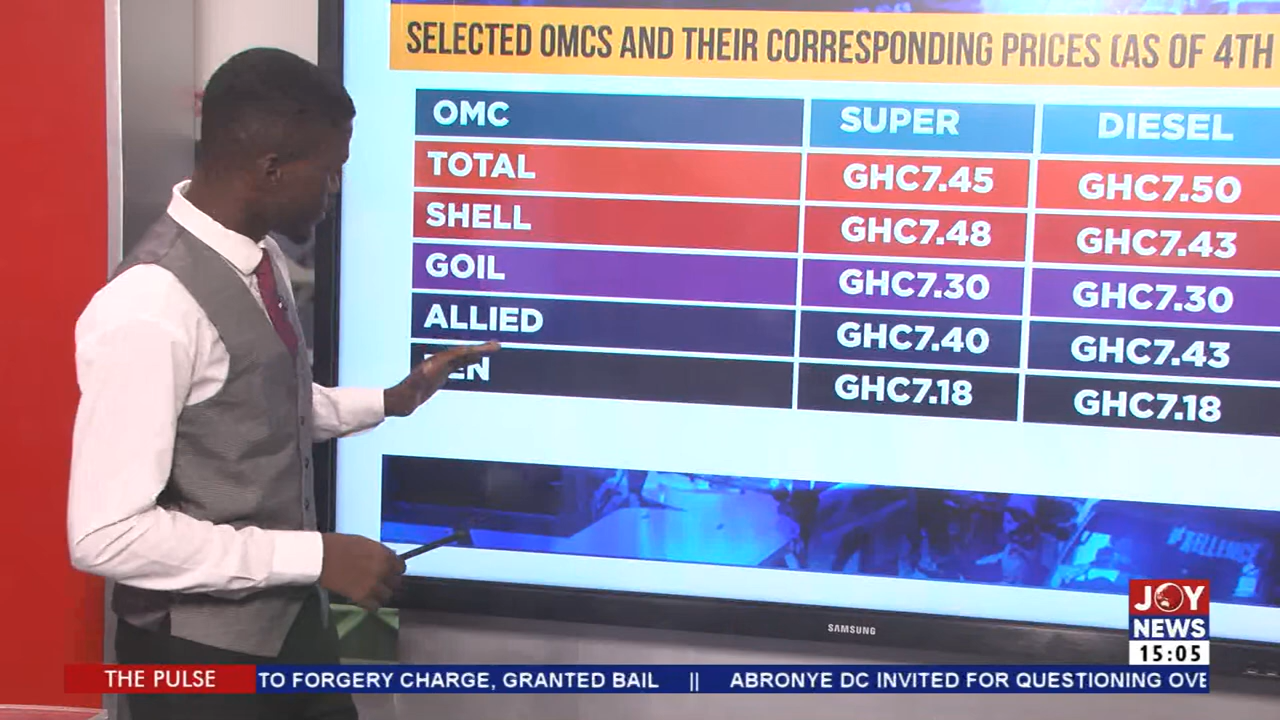 SELECTED OMCS AND THEIR CORRESPONDING PRICES (AS OF 4TH
OMC SUPER DIESEL
TOTAL GHC7.45 GHC7.50
SHELL GHC7.48 GHC7.43
GOIL GHC7.30 GHC7.30
ALLIED GHC7.40 GHC7.43
GHC7.18 GHC7.18
SAMSUNG
JOY
NEWS
15:05
THE PULSE TO FORGERY CHARGE, GRANTED BAIL || ABRONYE DC INVITED FOR QUESTIONING OVE